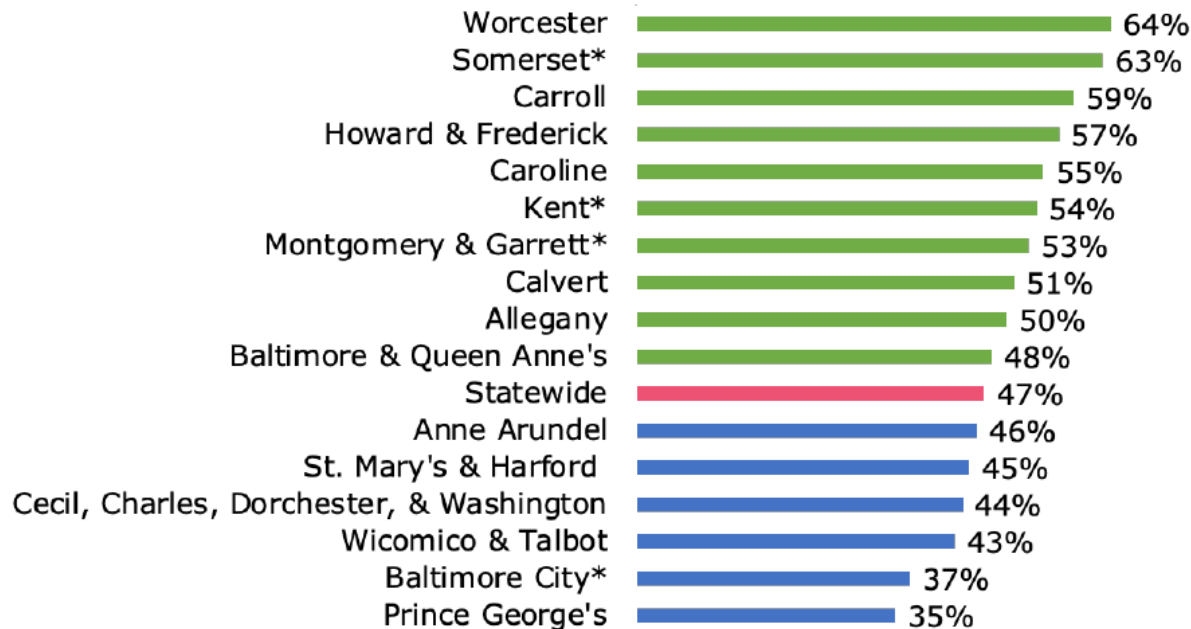 Worcester 64%
Somerset* 63%
Carroll 59%
Howard & Frederick 57%
Caroline 55%
Kent* 54%
Montgomery & Garrett* 53%
Calvert 51%
Allegany 50%
Baltimore & Queen Anne's 48%
Statewide 47%
Anne Arundel 46%
St. Mary's & Harford 45%
Cecil, Charles, Dorchester, & Washington 44%
Wicomico & Talbot 43%
Baltimore City* 37%
Prince George's 35%